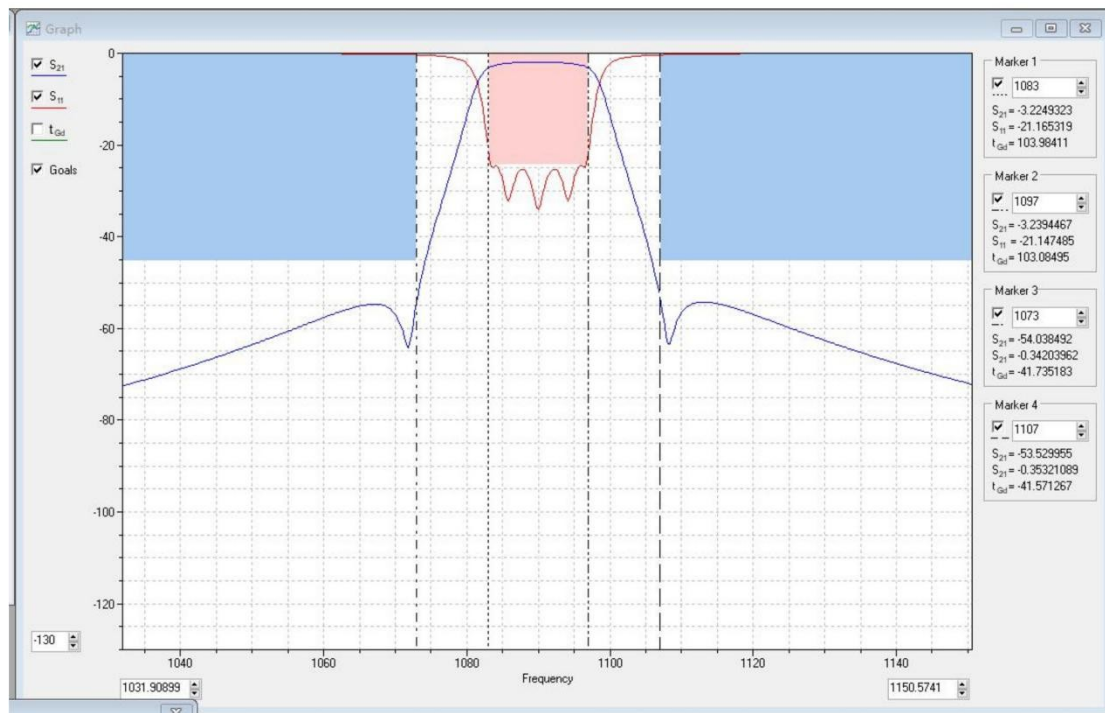 Graph
S21
S11
tGd
Goals
0
-20
-40
-60
-80
-100
-120
-130
1040
1060
1080
1100
1120
1140
Frequency
1031.90899
1150.5741
Marker 1
1083
S21 = -3.2249323
S11 = -21.165319
tGd = 103.98411
Marker 2
1097
S21 = -3.2394467
S11 = -21.147485
tGd = 103.08495
Marker 3
1073
S21 = -54.038492
S21 = -0.34203962
tGd = -41.735183
Marker 4
1107
S21 = -53.529955
S21 = -0.35321089
tGd = -41.571267